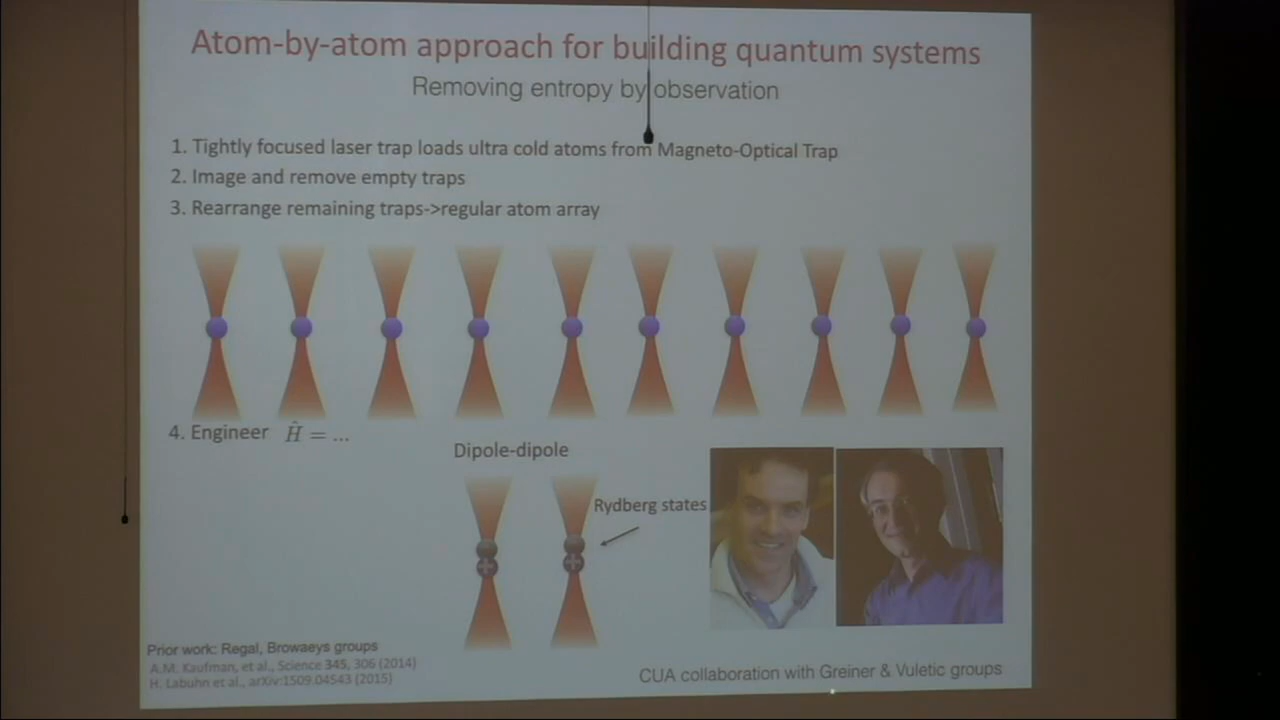 Atom-by-atom approach for building quantum systems
Removing entropy by observation
1. Tightly focused laser trap loads ultra cold atoms from Magneto-Optical Trap
2. Image and remove empty traps
3. Rearrange remaining traps->regular atom array
4. Engineer Ĥ = ...
Dipole-dipole
Rydberg states
+ +
Prior work: Regal, Browaeys groups
A.M. Kaufman, et al., Science 345, 306 (2014)
H. Labuhn et al., arXiv:1509.04543 (2015)
CUA collaboration with Greiner & Vuletic groups